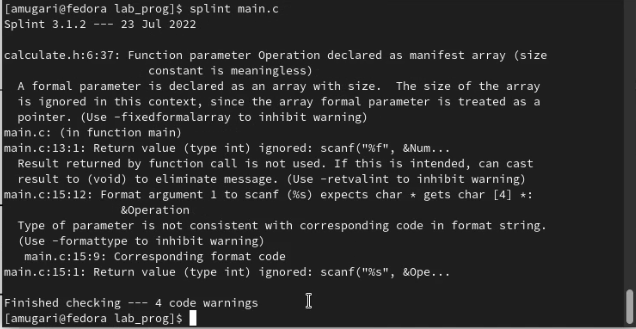 [amugari@fedora lab_prog]$ splint main.c
Splint 3.1.2 --- 23 Jul 2022
calculate.h:6:37: Function parameter Operation declared as manifest array (size
constant is meaningless)
A formal parameter is declared as an array with size.  The size of the array
is ignored in this context, since the array formal parameter is treated as a
pointer. (Use -fixedformalarray to inhibit warning)
main.c: (in function main)
main.c:13:1: Return value (type int) ignored: scanf("%f", &Num...
Result returned by function call is not used. If this is intended, can cast
result to (void) to eliminate message. (Use -retvalint to inhibit warning)
main.c:15:12: Format argument 1 to scanf (%s) expects char * gets char [4] *:
&Operation
Type of parameter is not consistent with corresponding code in format string.
(Use -formattype to inhibit warning)
main.c:15:9: Corresponding format code
main.c:15:1: Return value (type int) ignored: scanf("%s", &Ope...
Finished checking --- 4 code warnings
[amugari@fedora lab_prog]$